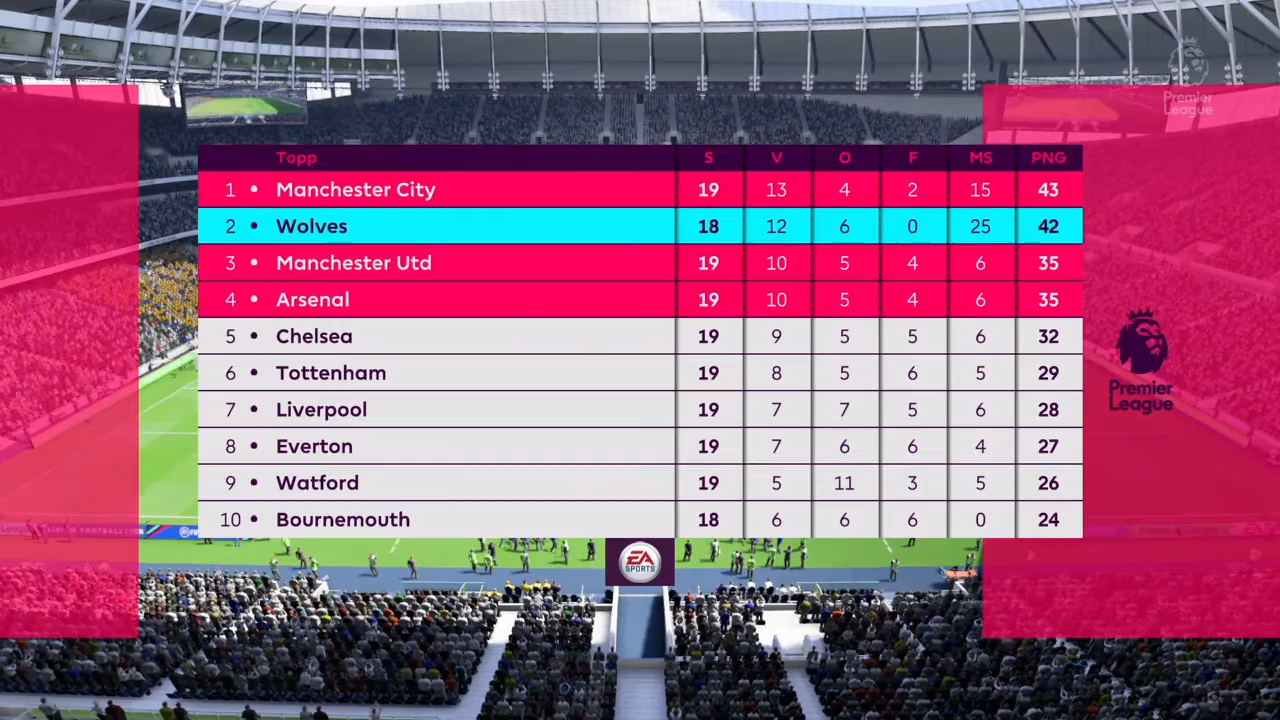 Premier
League
Topp S V O F MS PNG
1 • Manchester City 19 13 4 2 15 43
2 • Wolves 18 12 6 0 25 42
3 • Manchester Utd 19 10 5 4 6 35
4 • Arsenal 19 10 5 4 6 35
5 • Chelsea 19 9 5 5 6 32
6 • Tottenham 19 8 5 6 5 29
7 • Liverpool 19 7 7 5 6 28
8 • Everton 19 7 6 6 4 27
9 • Watford 19 5 11 3 5 26
10 • Bournemouth 18 6 6 6 0 24
Premier
League
EA
SPORTS